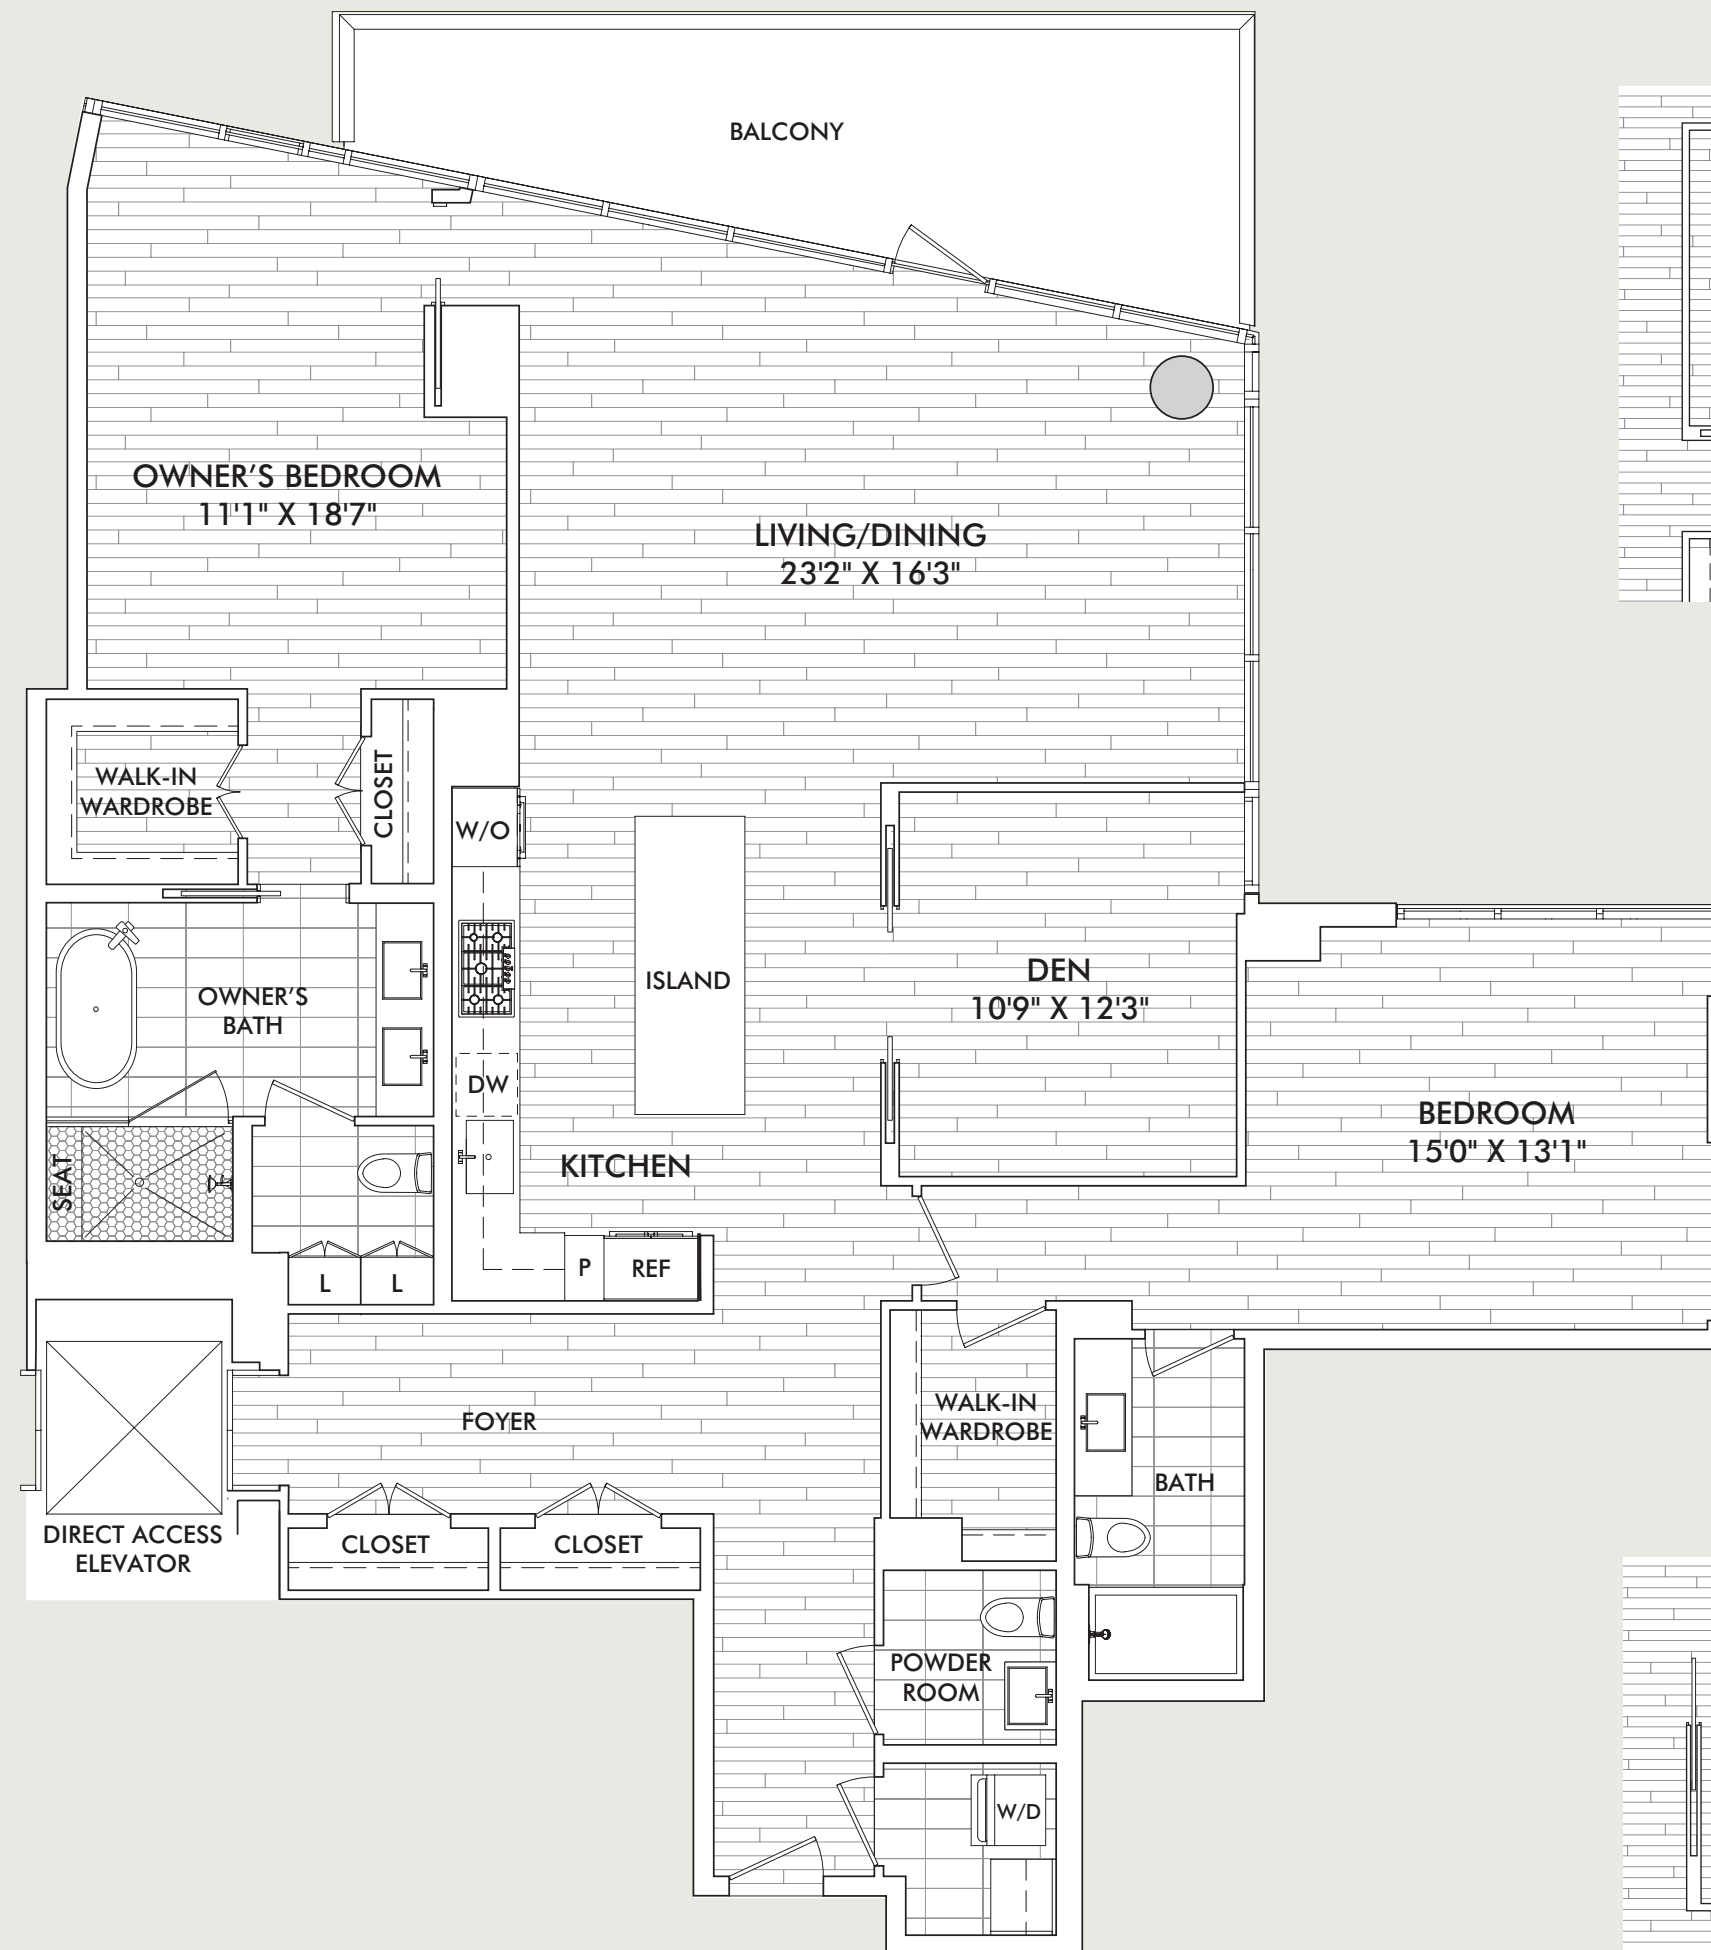 BALCONY
OWNER'S BEDROOM
11'1" X 18'7"
LIVING/DINING
23'2" X 16'3"
WALK-IN
WARDROBE
CLOSET
W/O
ISLAND
DEN
10'9" X 12'3"
OWNER'S
BATH
DW
BEDROOM
15'0" X 13'1"
SEAT
KITCHEN
L
L
P
REF
FOYER
WALK-IN
WARDROBE
BATH
DIRECT ACCESS
ELEVATOR
CLOSET
CLOSET
POWDER
ROOM
W/D